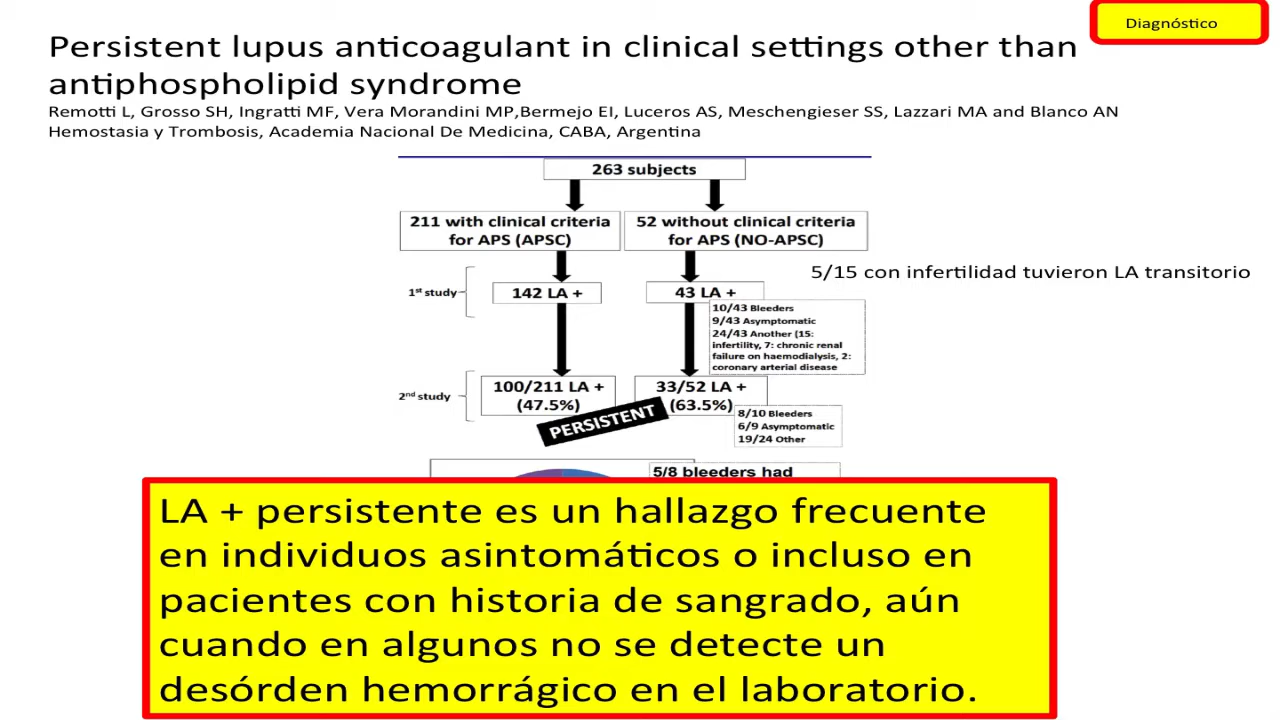 Diagnóstico
Persistent lupus anticoagulant in clinical settings other than
antiphospholipid syndrome
Remotti L, Grosso SH, Ingratti MF, Vera Morandini MP,Bermejo EI, Luceros AS, Meschengieser SS, Lazzari MA and Blanco AN
Hemostasia y Trombosis, Academia Nacional De Medicina, CABA, Argentina
263 subjects
211 with clinical criteria
for APS (APSC)
52 without clinical criteria
for APS (NO-APSC)
5/15 con infertilidad tuvieron LA transitorio
1st study
142 LA +
43 LA +
10/43 Bleeders
9/43 Asymptomatic
24/43 Another (15:
infertility, 7: chronic renal
failure on haemodialysis, 2:
coronary arterial disease
2nd study
100/211 LA +
(47.5%)
33/52 LA +
(63.5%)
PERSISTENT
8/10 Bleeders
6/9 Asymptomatic
19/24 Other
5/8 bleeders had
LA + persistente es un hallazgo frecuente
en individuos asintomáticos o incluso en
pacientes con historia de sangrado, aún
cuando en algunos no se detecte un
desórden hemorrágico en el laboratorio.